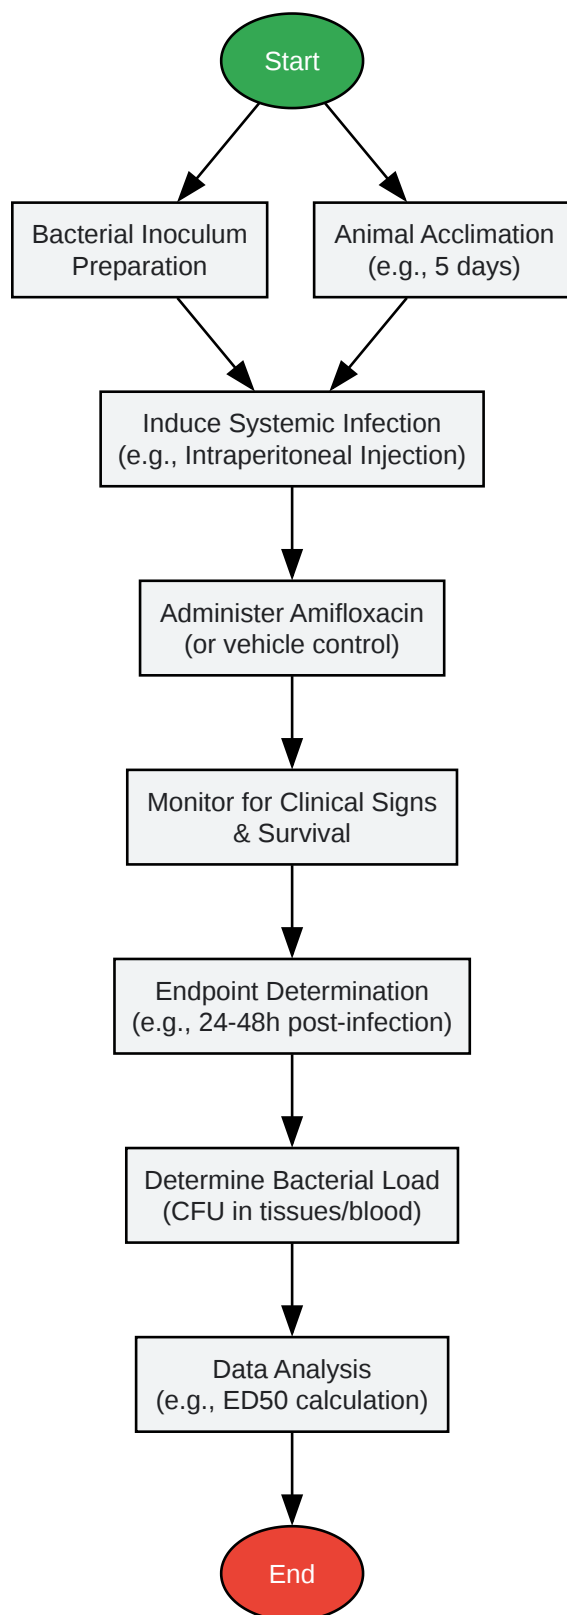 Start
Bacterial Inoculum
Preparation
Animal Acclimation
(e.g., 5 days)
Induce Systemic Infection
(e.g., Intraperitoneal Injection)
Administer Amifloxacin
(or vehicle control)
Monitor for Clinical Signs
& Survival
Endpoint Determination
(e.g., 24-48h post-infection)
Determine Bacterial Load
(CFU in tissues/blood)
Data Analysis
(e.g., ED50 calculation)
End